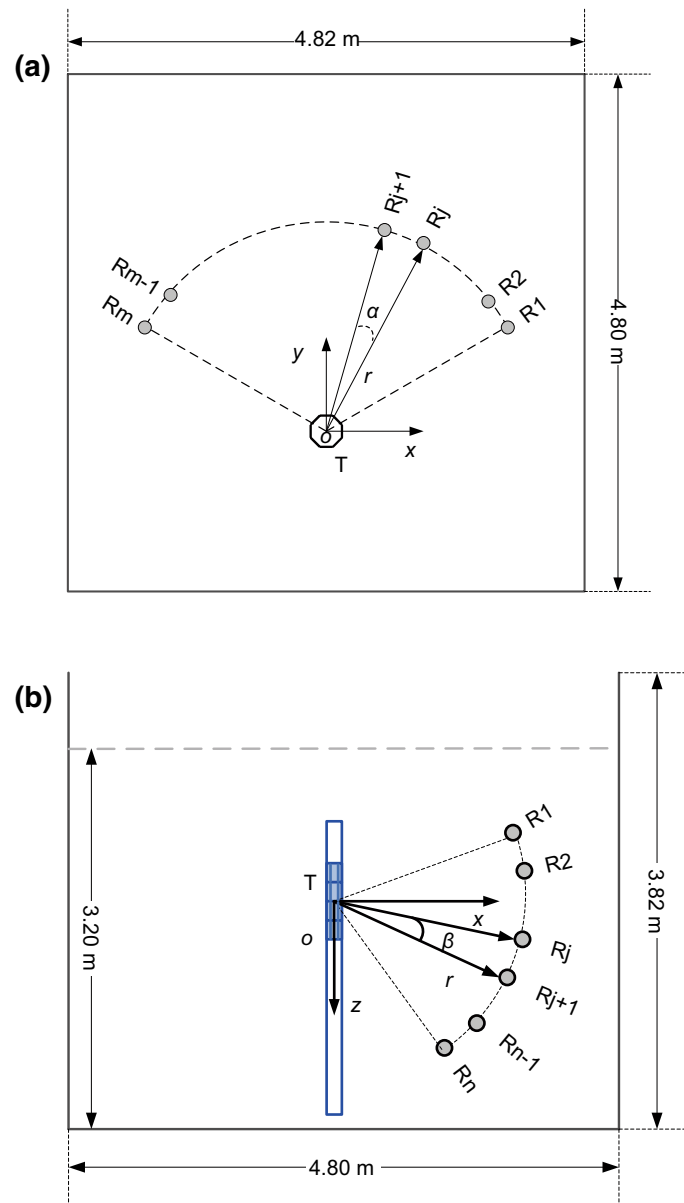 4.82 m
(a)
Rj+1
Rj
Rm-1
R2
Rm
R1
α
4.80 m
y
r
o
x
T
(b)
R1
R2
T
3.20 m
3.82 m
x
o
β
Rj
r
Rj+1
z
Rn-1
Rn
4.80 m